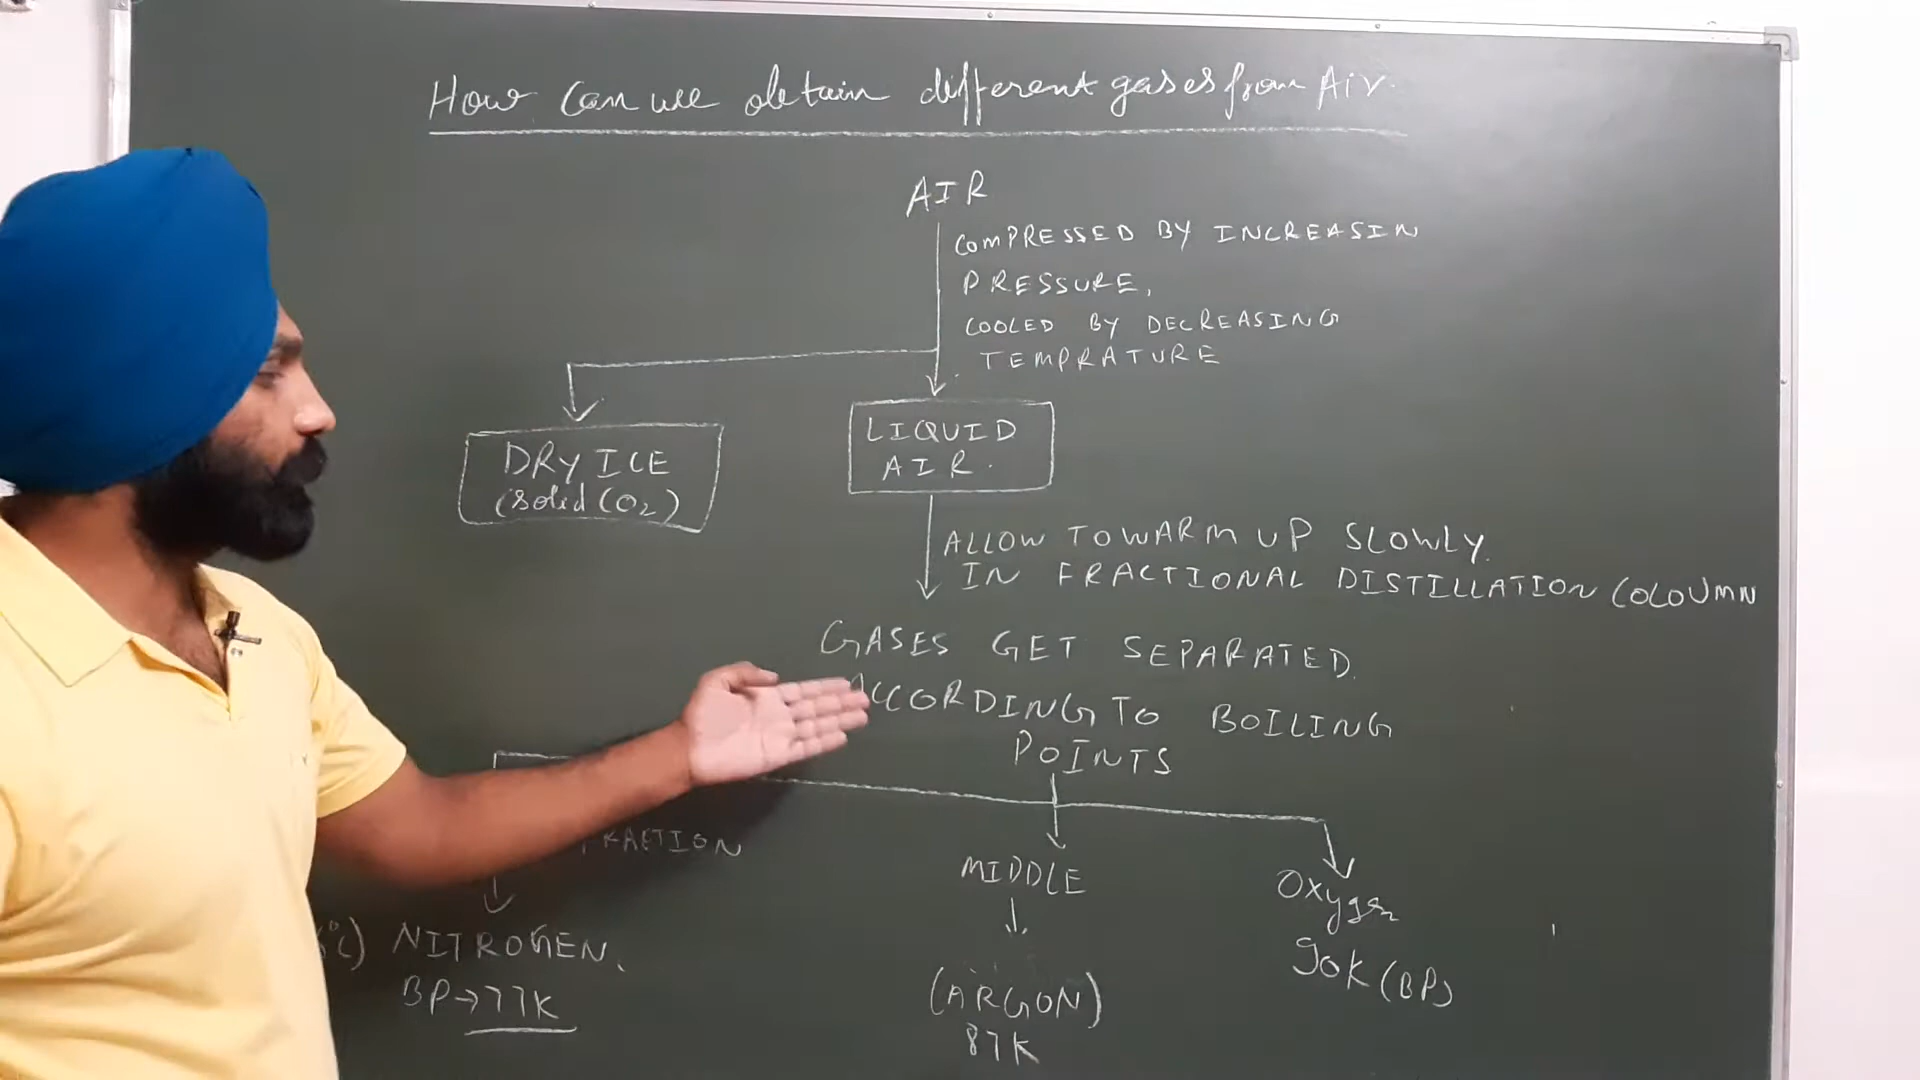 How can we obtain different gases from Air.
AIR
COMPRESSED BY INCREASIN
PRESSURE,
COOLED BY DECREASING
TEMPRATURE
DRY ICE
(solid CO2)
LIQUID
AIR.
ALLOW TO WARM UP SLOWLY.
IN FRACTIONAL DISTILLATION COLOUMN
GASES GET SEPARATED.
ACCORDING TO BOILING
POINTS
MIDDLE
Oxygen
90K (BP)
NITROGEN.
BP→77K
(ARGON)
87K